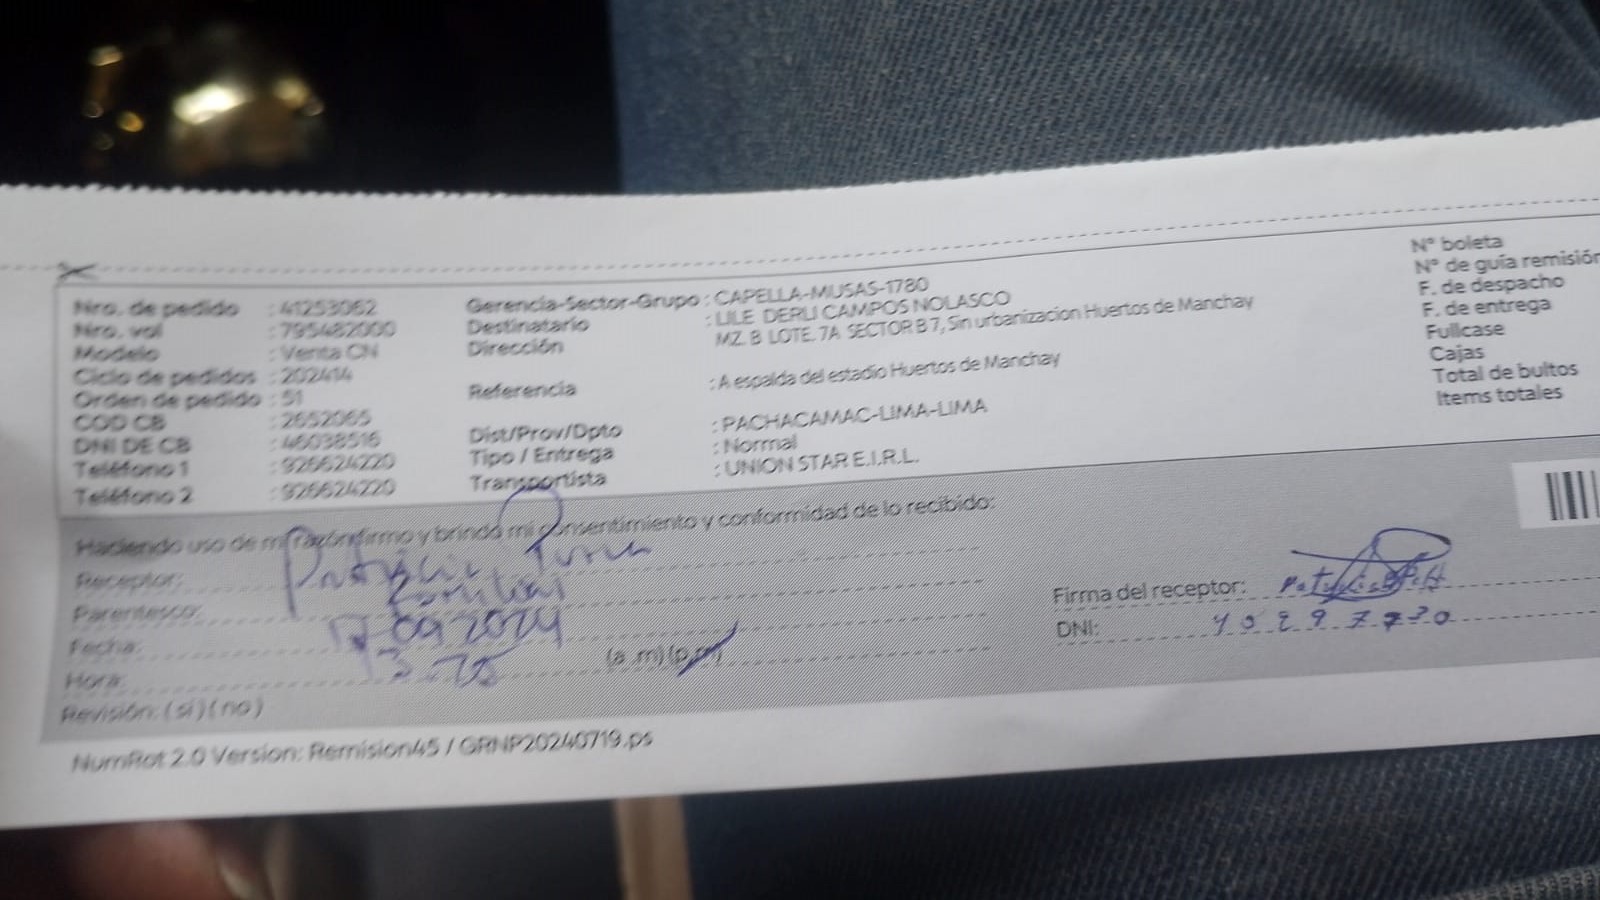 Nro. de pedido : 41253062
Nro. vol : 795482000
Modelo : Venta CN
Ciclo de pedidos : 202414
Orden de pedido : 51
COD CB : 2652065
DNI DE CB : 46038516
Teléfono 1 : 926624220
Teléfono 2 : 926624220
Gerencia-Sector-Grupo : CAPELLA-MUSAS-1780
Destinatario : LILE DERLI CAMPOS NOLASCO
Dirección MZ. B LOTE. 7A SECTOR B 7, Sin urbanizacion Huertos de Manchay
Referencia : A espalda del estadio Huertos de Manchay
Dist/Prov/Dpto : PACHACAMAC-LIMA-LIMA
Tipo / Entrega : Normal
Transportista : UNION STAR E.I.R.L.
N° boleta
N° de guía remisión
F. de despacho
F. de entrega
Fullcase
Cajas
Total de bultos
Items totales
Haciendo uso de mi razón firmo y brindo mi consentimiento y conformidad de lo recibido:
Receptor: Patricia
Parentesco:
Fecha: 17-09 2024
Hora: (a .m) (p.m)
Revisión: ( si ) ( no )
Firma del receptor:
DNI:
NumRot 2.0 Version: Remision45 / GRNP20240719.ps